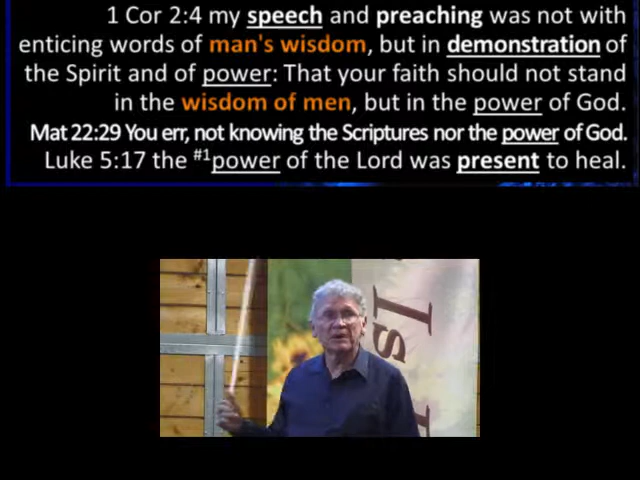 1 Cor 2:4 my speech and preaching was not with
enticing words of man's wisdom, but in demonstration of
the Spirit and of power: That your faith should not stand
in the wisdom of men, but in the power of God.
Mat 22:29 You err, not knowing the Scriptures nor the power of God.
Luke 5:17 the #1power of the Lord was present to heal.